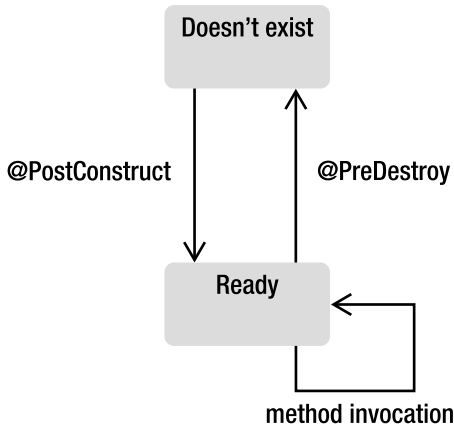 Doesn't exist
@PostConstruct
@PreDestroy
Ready
method invocation